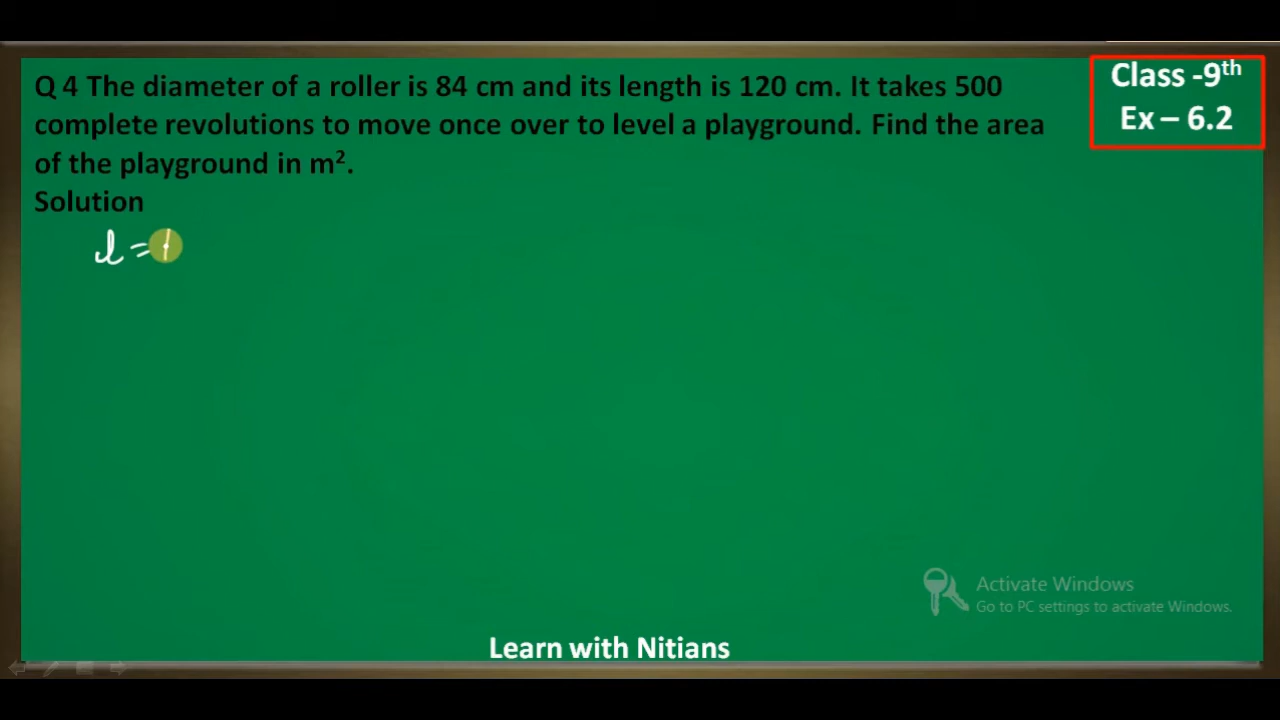 Q 4 The diameter of a roller is 84 cm and its length is 120 cm. It takes 500
complete revolutions to move once over to level a playground. Find the area
of the playground in m².
Solution
l = 1
Class -9th
Ex – 6.2
Activate Windows
Go to PC settings to activate Windows.
Learn with Nitians